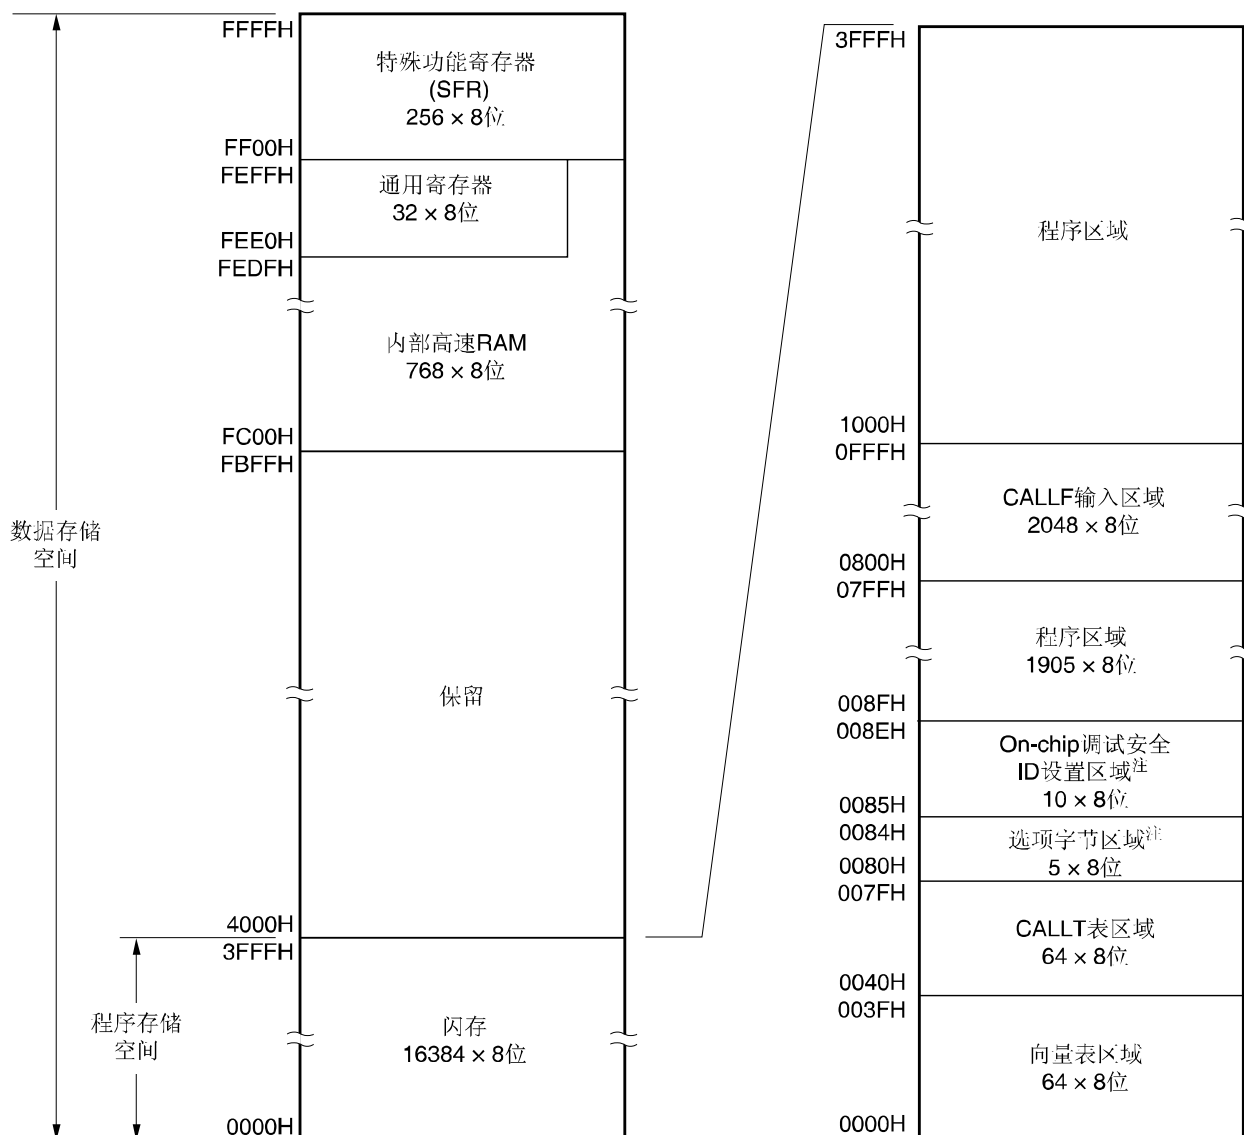 FFFFH
特殊功能寄存器
(SFR)
256 × 8位
FF00H
FEFFH
通用寄存器
32 × 8位
FEE0H
FEDFH
内部高速RAM
768 × 8位
FC00H
FBFFH
数据存储
空间
保留
4000H
3FFFH
程序存储
空间
闪存
16384 × 8位
0000H
3FFFH
程序区域
1000H
0FFFH
CALLF输入区域
2048 × 8位
0800H
07FFH
程序区域
1905 × 8位
008FH
008EH
On-chip调试安全
ID设置区域注
10 × 8位
0085H
0084H
选项字节区域注
5 × 8位
0080H
007FH
CALLT表区域
64 × 8位
0040H
003FH
向量表区域
64 × 8位
0000H